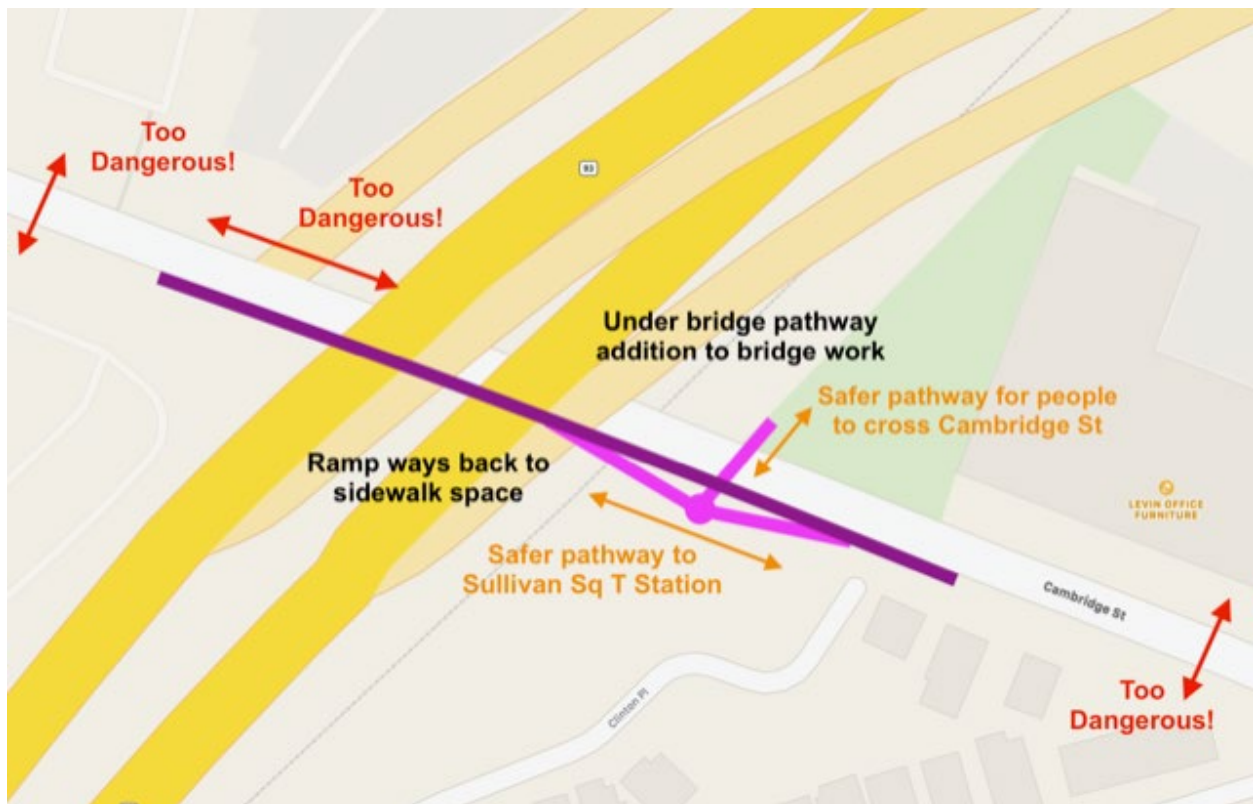 Too
Dangerous!
93
Too
Dangerous!
Under bridge pathway
addition to bridge work
Safer pathway for people
to cross Cambridge St
Ramp ways back to
sidewalk space
LEVIN OFFICE
FURNITURE
Safer pathway to
Sullivan Sq T Station
Cambridge St
Clinton Pl
Too
Dangerous!